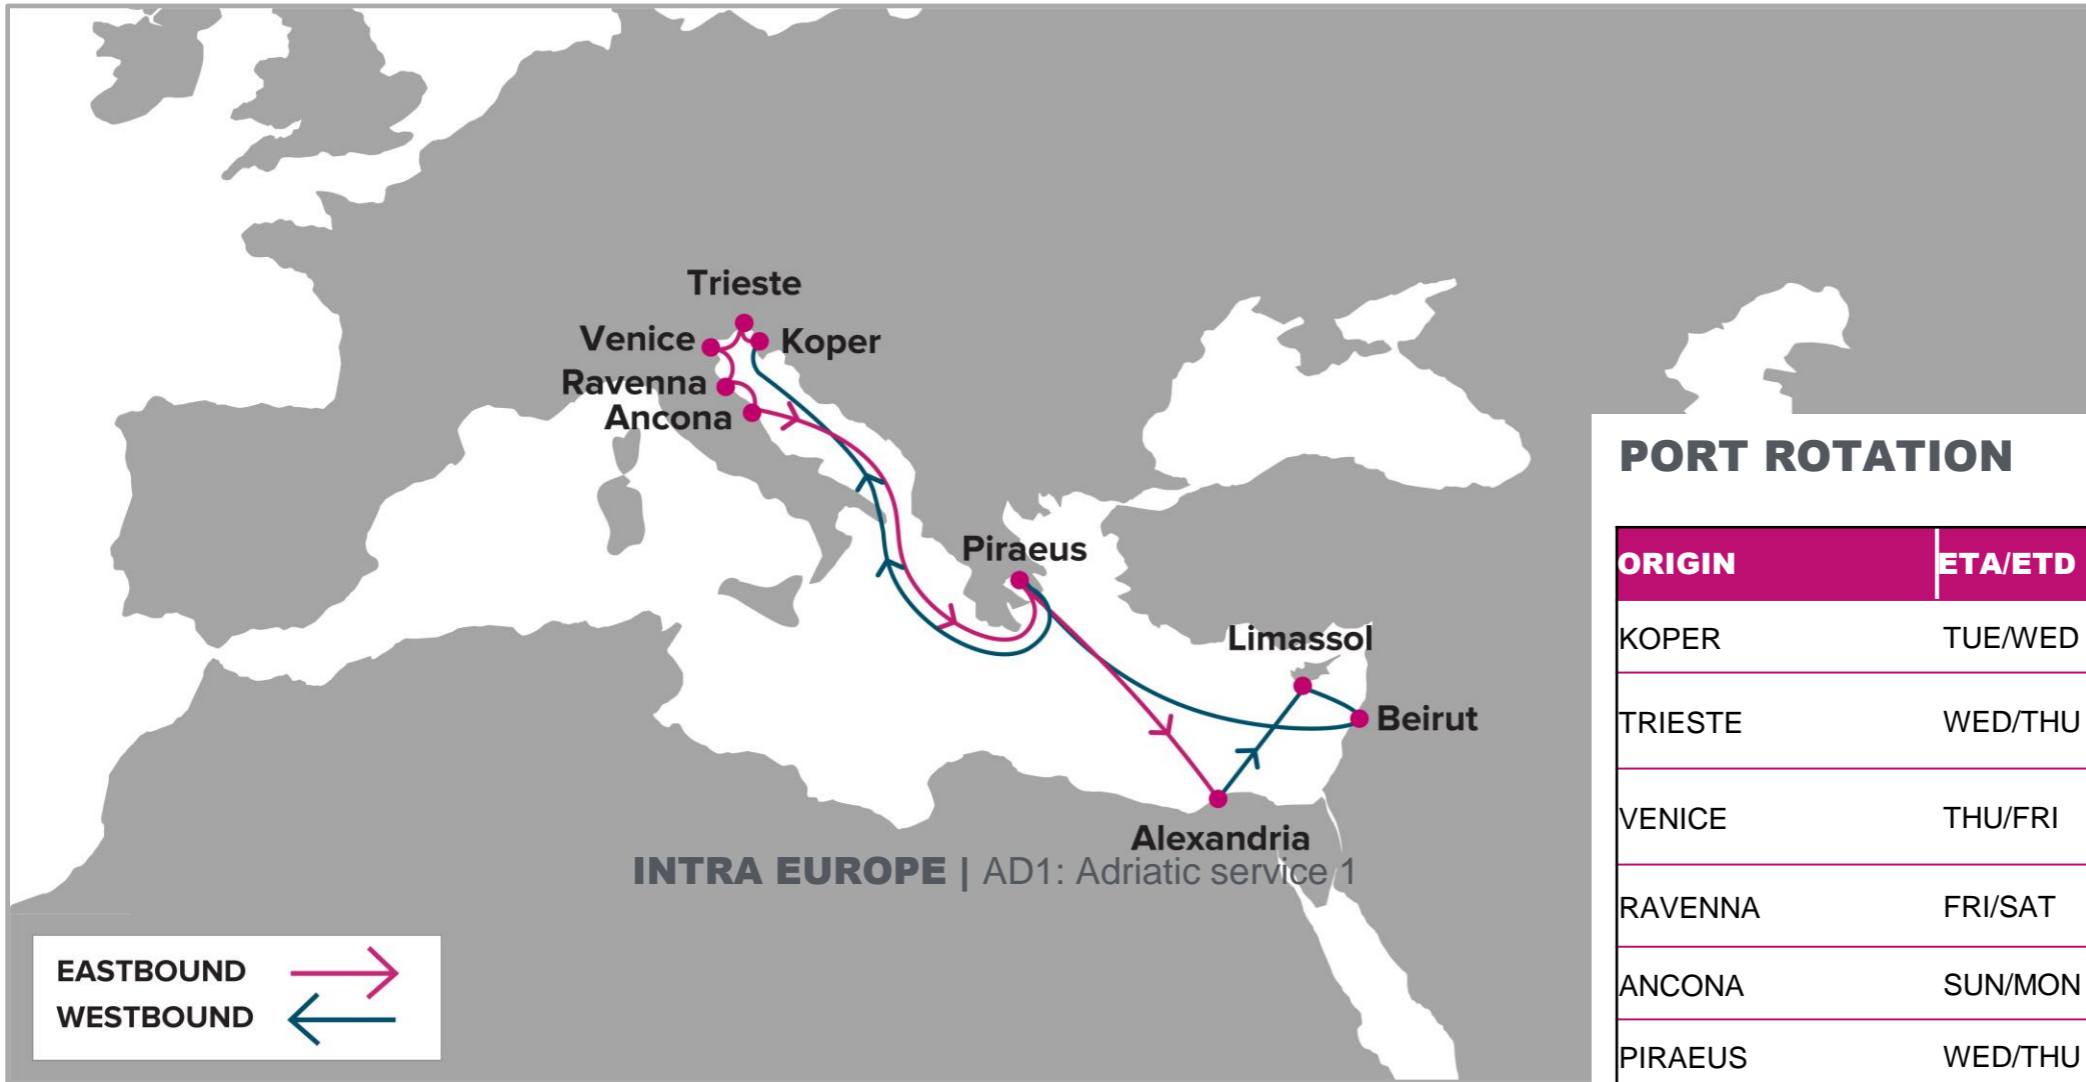 Trieste
Venice
Koper
Ravenna
Ancona
Piraeus
Limassol
Beirut
Alexandria
INTRA EUROPE | AD1: Adriatic service 1
EASTBOUND
WESTBOUND
PORT ROTATION
ORIGIN ETA/ETD
KOPER TUE/WED
TRIESTE WED/THU
VENICE THU/FRI
RAVENNA FRI/SAT
ANCONA SUN/MON
PIRAEUS WED/THU